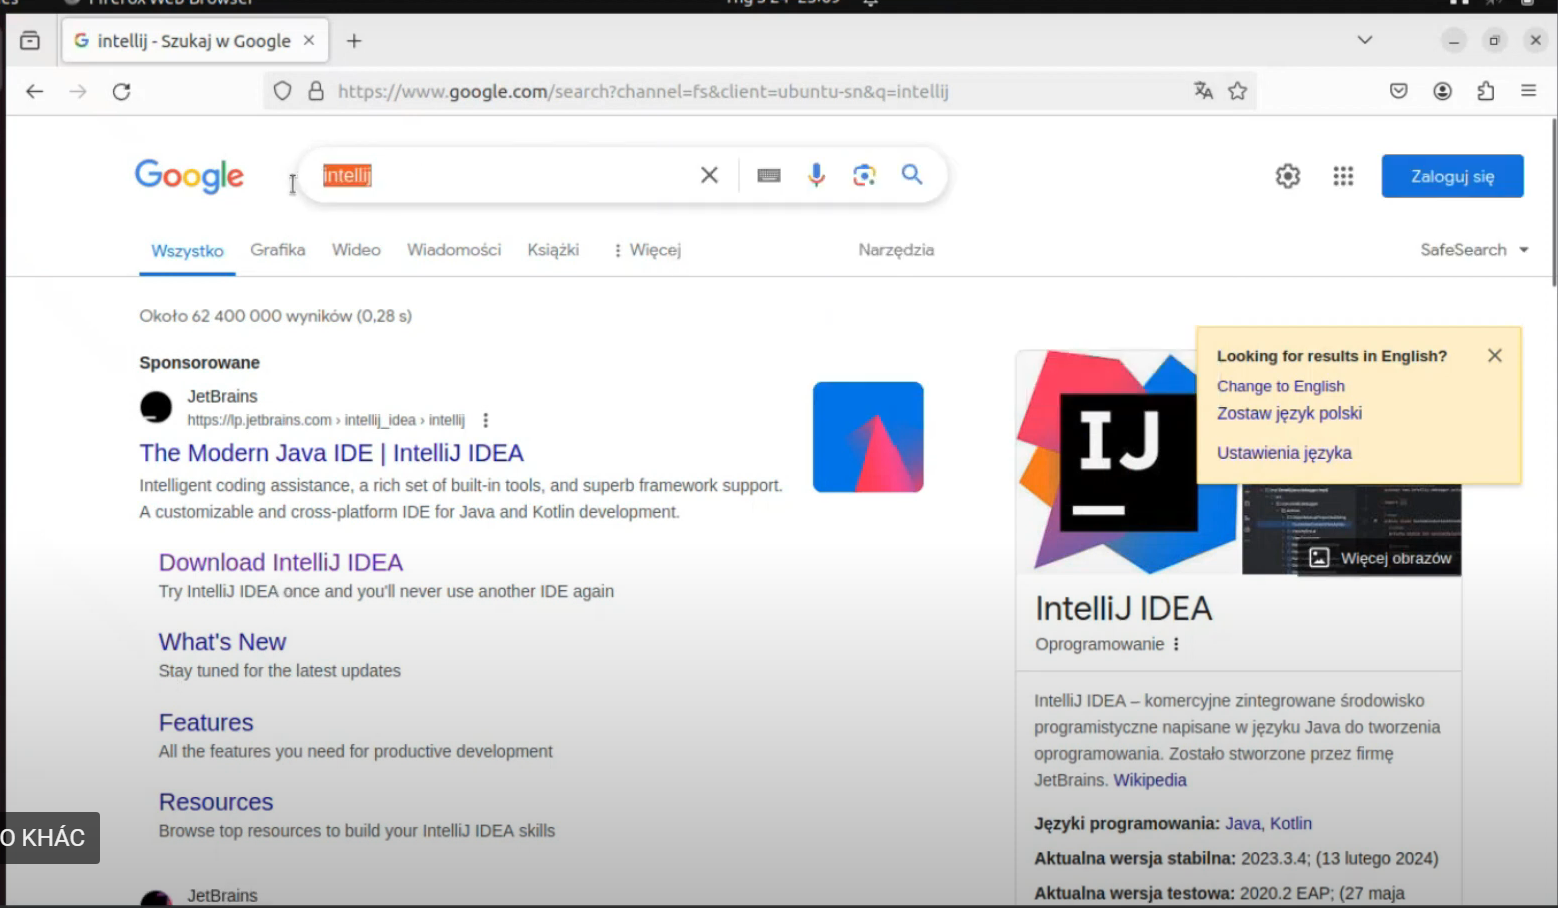 Firefox Web Browser
intellij - Szukaj w Google
https://www.google.com/search?channel=fs&client=ubuntu-sn&q=intellij
Google
intellij
Zaloguj się
Wszystko Grafika Wideo Wiadomości Książki Więcej Narzędzia SafeSearch
Około 62 400 000 wyników (0,28 s)
Sponsorowane
JetBrains
https://lp.jetbrains.com › intellij_idea › intellij
The Modern Java IDE | IntelliJ IDEA
Intelligent coding assistance, a rich set of built-in tools, and superb framework support.
A customizable and cross-platform IDE for Java and Kotlin development.
Download IntelliJ IDEA
Try IntelliJ IDEA once and you'll never use another IDE again
What's New
Stay tuned for the latest updates
Features
All the features you need for productive development
Resources
Browse top resources to build your IntelliJ IDEA skills
O KHÁC
JetBrains
Looking for results in English?
Change to English
Zostaw język polski
Ustawienia języka
IJ
Więcej obrazów
IntelliJ IDEA
Oprogramowanie
IntelliJ IDEA – komercyjne zintegrowane środowisko
programistyczne napisane w języku Java do tworzenia
oprogramowania. Zostało stworzone przez firmę
JetBrains. Wikipedia
Języki programowania: Java, Kotlin
Aktualna wersja stabilna: 2023.3.4; (13 lutego 2024)
Aktualna wersja testowa: 2020.2 EAP; (27 maja